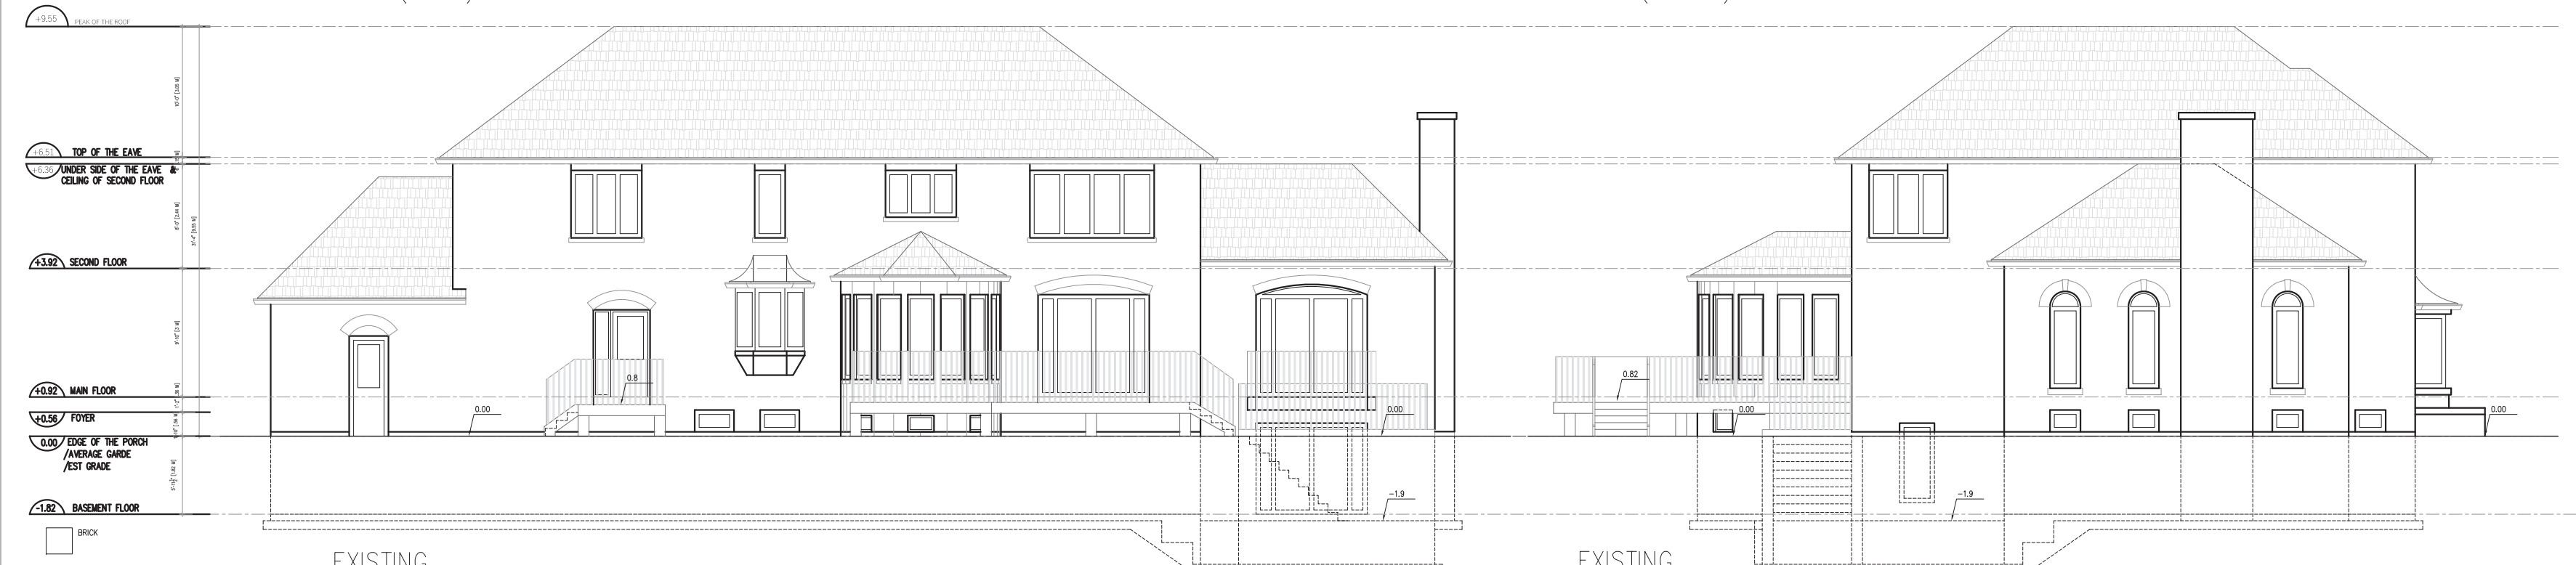 +9.55 PEAK OF THE ROOF
+6.51 TOP OF THE EAVE
+6.36 UNDER SIDE OF THE EAVE &
CEILING OF SECOND FLOOR
+3.92 SECOND FLOOR
+0.92 MAIN FLOOR
+0.56 FOYER
0.00 EDGE OF THE PORCH
/AVERAGE GARDE
/EST GRADE
-1.82 BASEMENT FLOOR
BRICK
0.00
0.8
0.00
-1.9
0.82
0.00
-1.9
0.00
EXISTING
EXISTING